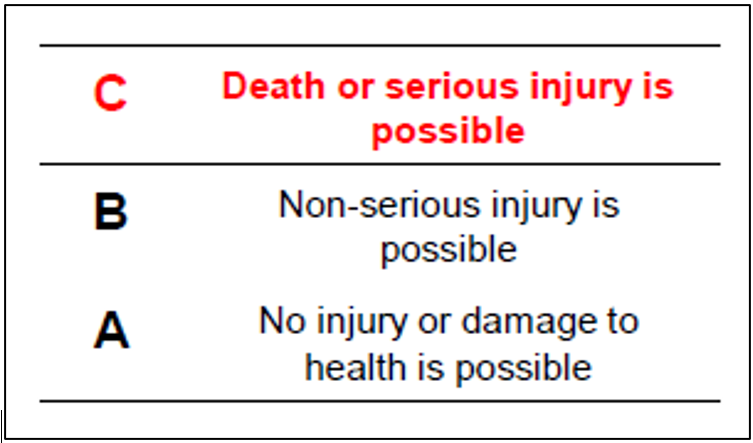 C Death or serious injury is
possible
B Non-serious injury is
possible
A No injury or damage to
health is possible